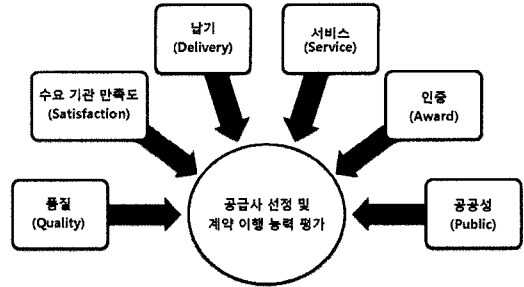 납기
(Delivery)
서비스
(Service)
수요 기관 만족도
(Satisfaction)
인증
(Award)
품질
(Quality)
공급사 선정 및
계약 이행 능력 평가
공공성
(Public)